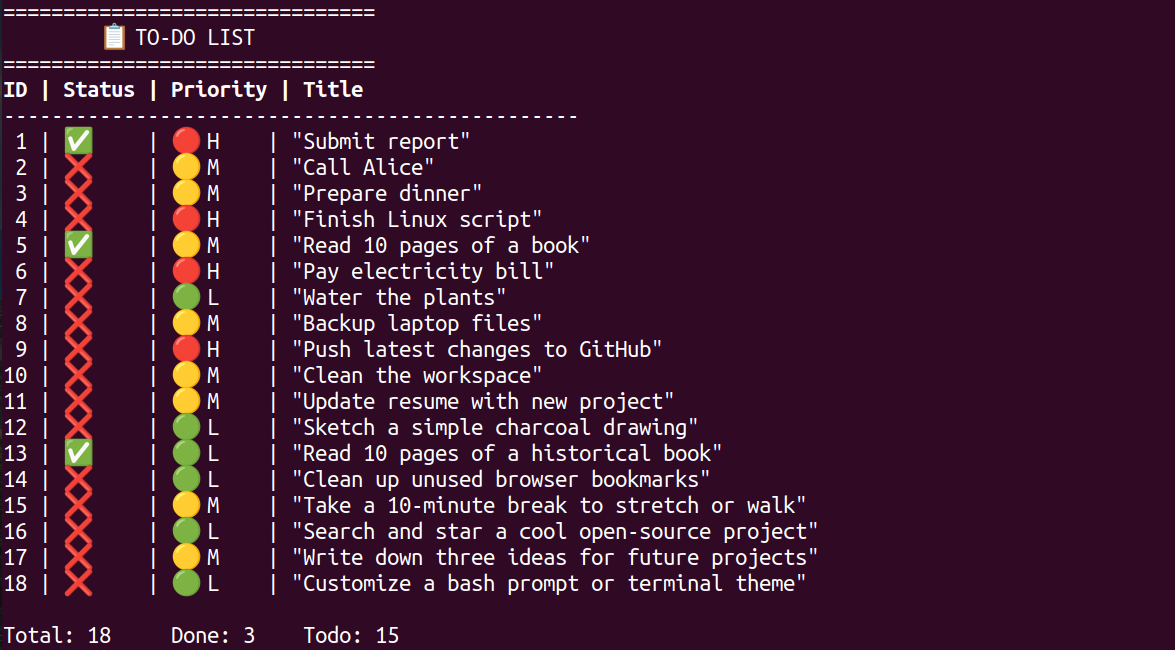 ===============================
📋 TO-DO LIST
===============================
ID | Status | Priority | Title
------------------------------------------------
1 | ✅ | 🔴 H | "Submit report"
2 | ❌ | 🟡 M | "Call Alice"
3 | ❌ | 🟡 M | "Prepare dinner"
4 | ❌ | 🔴 H | "Finish Linux script"
5 | ✅ | 🟡 M | "Read 10 pages of a book"
6 | ❌ | 🔴 H | "Pay electricity bill"
7 | ❌ | 🟢 L | "Water the plants"
8 | ❌ | 🟡 M | "Backup laptop files"
9 | ❌ | 🔴 H | "Push latest changes to GitHub"
10 | ❌ | 🟡 M | "Clean the workspace"
11 | ❌ | 🟡 M | "Update resume with new project"
12 | ❌ | 🟢 L | "Sketch a simple charcoal drawing"
13 | ✅ | 🟢 L | "Read 10 pages of a historical book"
14 | ❌ | 🟢 L | "Clean up unused browser bookmarks"
15 | ❌ | 🟡 M | "Take a 10-minute break to stretch or walk"
16 | ❌ | 🟢 L | "Search and star a cool open-source project"
17 | ❌ | 🟡 M | "Write down three ideas for future projects"
18 | ❌ | 🟢 L | "Customize a bash prompt or terminal theme"
Total: 18 Done: 3 Todo: 15